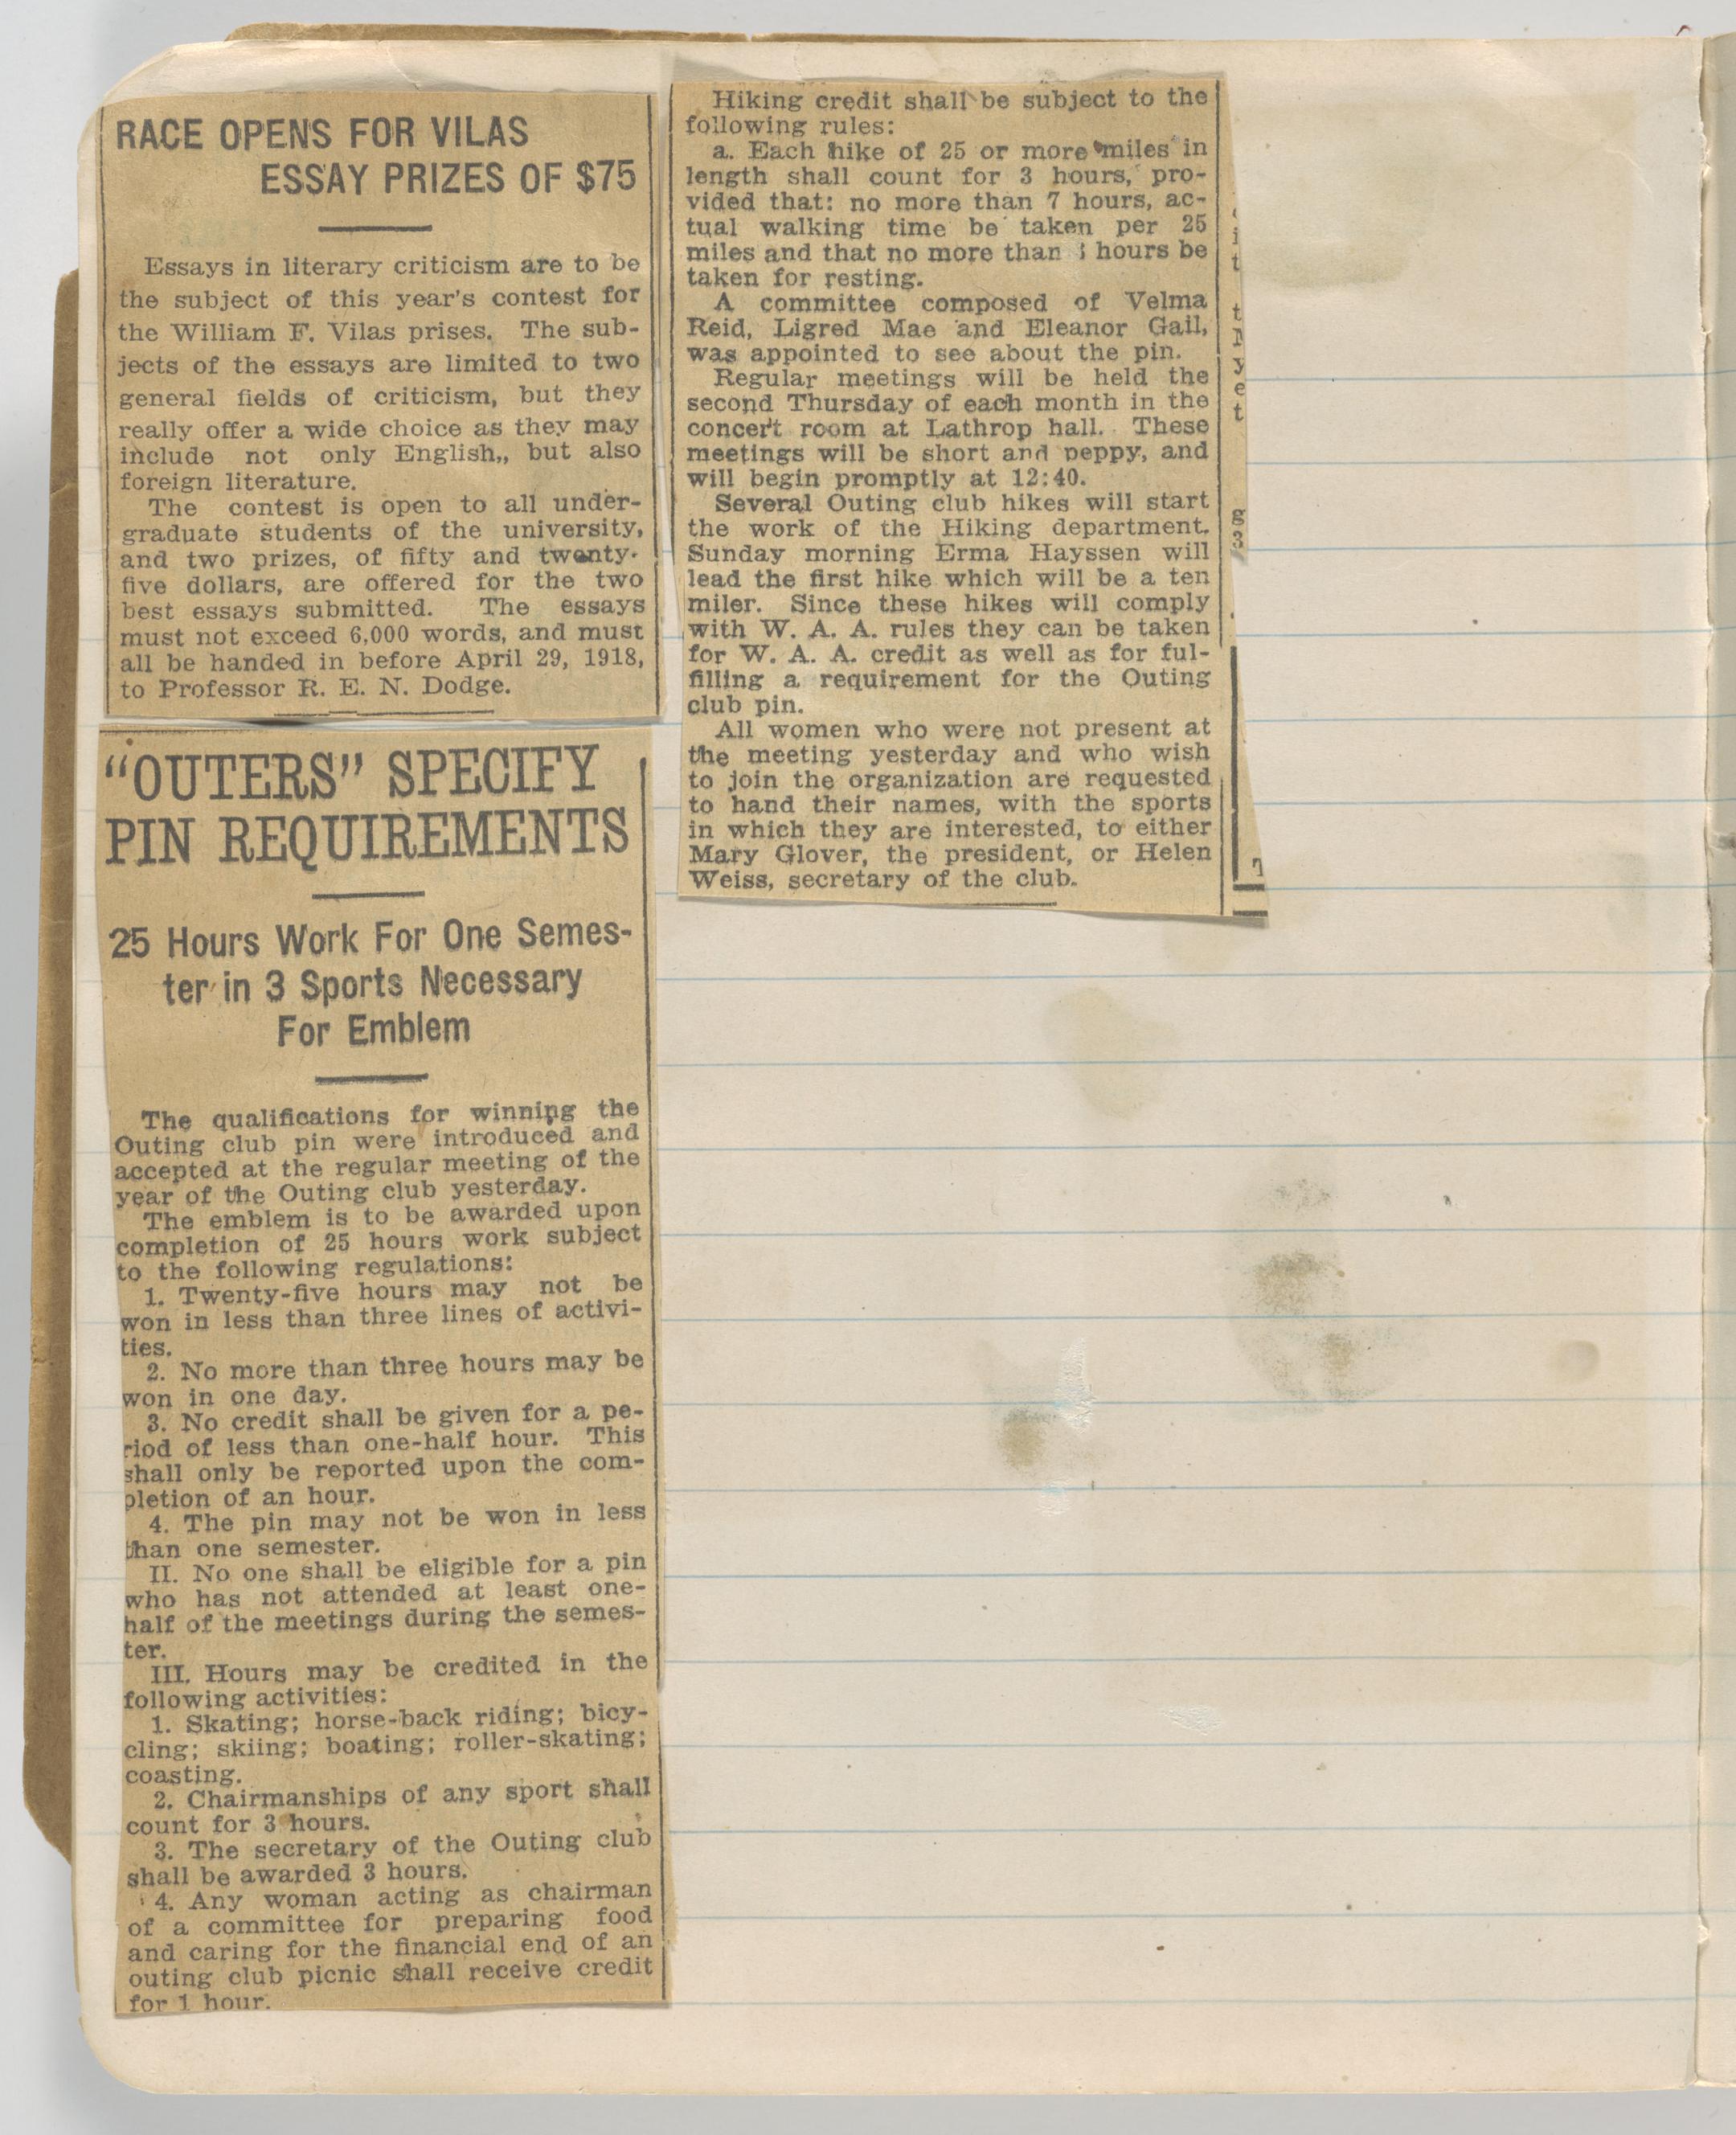 RACE OPENS FOR VILAS
ESSAY PRIZES OF $75
Essays in literary criticism are to be
the subject of this year's contest for
the William F. Vilas prises. The sub-
jects of the essays are limited to two
general fields of criticism, but they
really offer a wide choice as they may
include not only English,, but also
foreign literature.
The contest is open to all under-
graduate students of the university,
and two prizes, of fifty and twenty-
five dollars, are offered for the two
best essays submitted. The essays
must not exceed 6,000 words, and must
all be handed in before April 29, 1918,
to Professor R. E. N. Dodge.
"OUTERS" SPECIFY
PIN REQUIREMENTS
25 Hours Work For One Semes-
ter in 3 Sports Necessary
For Emblem
The qualifications for winning the
Outing club pin were introduced and
accepted at the regular meeting of the
year of the Outing club yesterday.
The emblem is to be awarded upon
completion of 25 hours work subject
to the following regulations:
1. Twenty-five hours may not be
won in less than three lines of activi-
ties.
2. No more than three hours may be
won in one day.
3. No credit shall be given for a pe-
riod of less than one-half hour. This
shall only be reported upon the com-
pletion of an hour.
4. The pin may not be won in less
than one semester.
II. No one shall be eligible for a pin
who has not attended at least one-
half of the meetings during the semes-
ter.
III. Hours may be credited in the
following activities:
1. Skating; horse-back riding; bicy-
cling; skiing; boating; roller-skating;
coasting.
2. Chairmanships of any sport shall
count for 3 hours.
3. The secretary of the Outing club
shall be awarded 3 hours.
4. Any woman acting as chairman
of a committee for preparing food
and caring for the financial end of an
outing club picnic shall receive credit
for 1 hour.
Hiking credit shall be subject to the
following rules:
a. Each hike of 25 or more miles in
length shall count for 3 hours, pro-
vided that: no more than 7 hours, ac-
tual walking time be taken per 25
miles and that no more than hours be
taken for resting.
A committee composed of Velma
Reid, Ligred Mae and Eleanor Gail,
was appointed to see about the pin.
Regular meetings will be held the
second Thursday of each month in the
concert room at Lathrop hall. These
meetings will be short and peppy, and
will begin promptly at 12:40.
Several Outing club hikes will start
the work of the Hiking department.
Sunday morning Erma Hayssen will
lead the first hike which will be a ten
miler. Since these hikes will comply
with W. A. A. rules they can be taken
for W. A. A. credit as well as for ful-
filling a requirement for the Outing
club pin.
All women who were not present at
the meeting yesterday and who wish
to join the organization are requested
to hand their names, with the sports
in which they are interested, to either
Mary Glover, the president, or Helen
Weiss, secretary of the club.